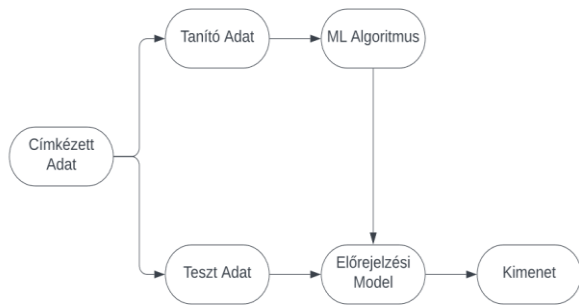 Tanító Adat
ML Algoritmus
Címkézett
Adat
Teszt Adat
Előrejelzési
Model
Kimenet